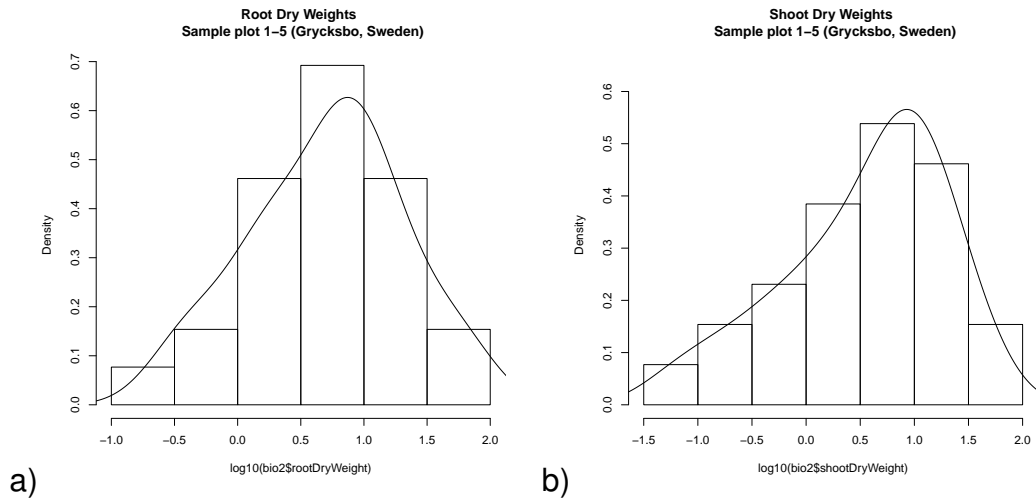 Root Dry Weights
Sample plot 1−5 (Grycksbo, Sweden)
Density
0.0
0.1
0.2
0.3
0.4
0.5
0.6
0.7
−1.0 −0.5 0.0 0.5 1.0 1.5 2.0
log10(bio2$rootDryWeight)
a)
Shoot Dry Weights
Sample plot 1−5 (Grycksbo, Sweden)
Density
0.0
0.1
0.2
0.3
0.4
0.5
0.6
−1.5 −1.0 −0.5 0.0 0.5 1.0 1.5 2.0
log10(bio2$shootDryWeight)
b)